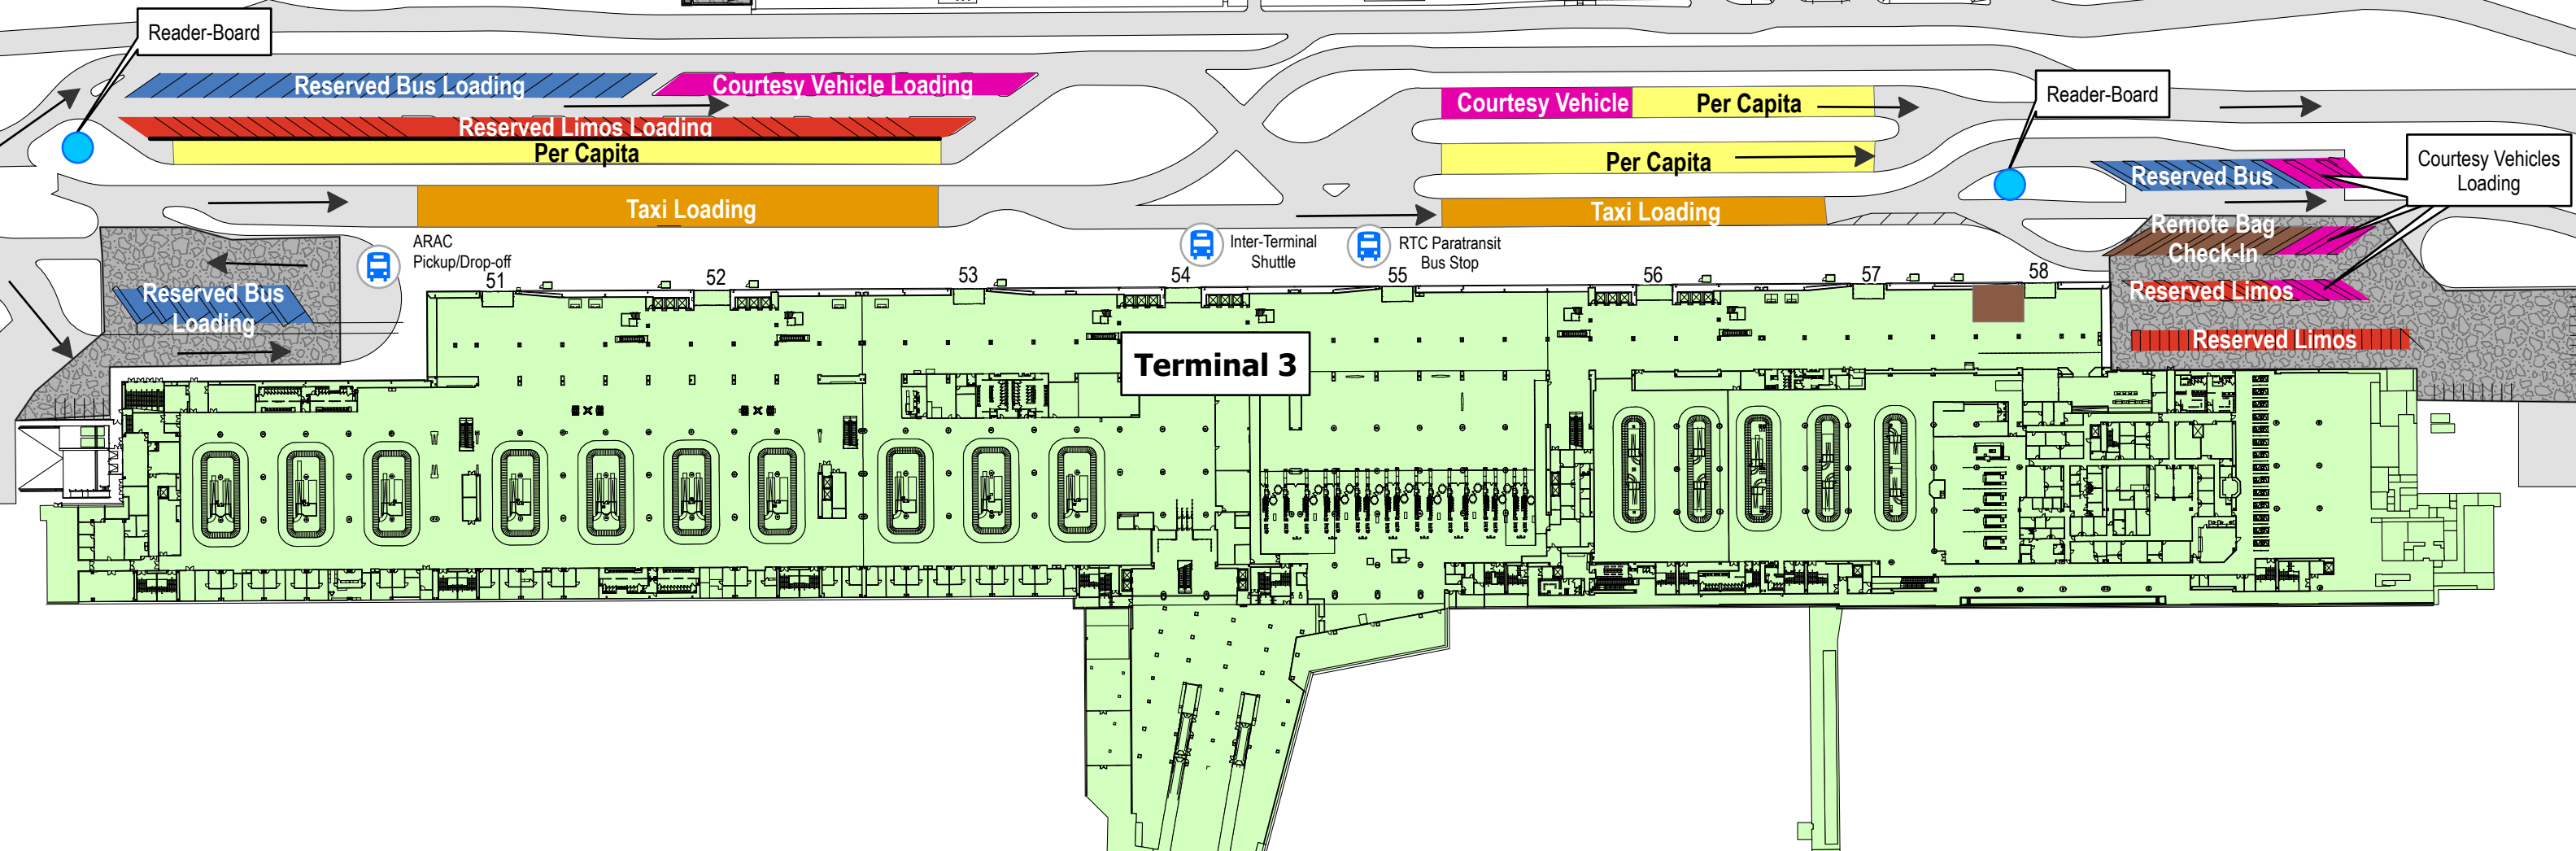 Reader-Board
Reserved Bus Loading
Courtesy Vehicle Loading
Reserved Limos Loading
Per Capita
Taxi Loading
Courtesy Vehicle
Per Capita
Per Capita
Taxi Loading
Reader-Board
Courtesy Vehicles
Loading
Reserved Bus
Remote Bag
Check-In
Reserved Limos
Reserved Limos
Reserved Bus
Loading
ARAC
Pickup/Drop-off
Inter-Terminal
Shuttle
RTC Paratransit
Bus Stop
51
52
53
54
55
56
57
58
Terminal 3